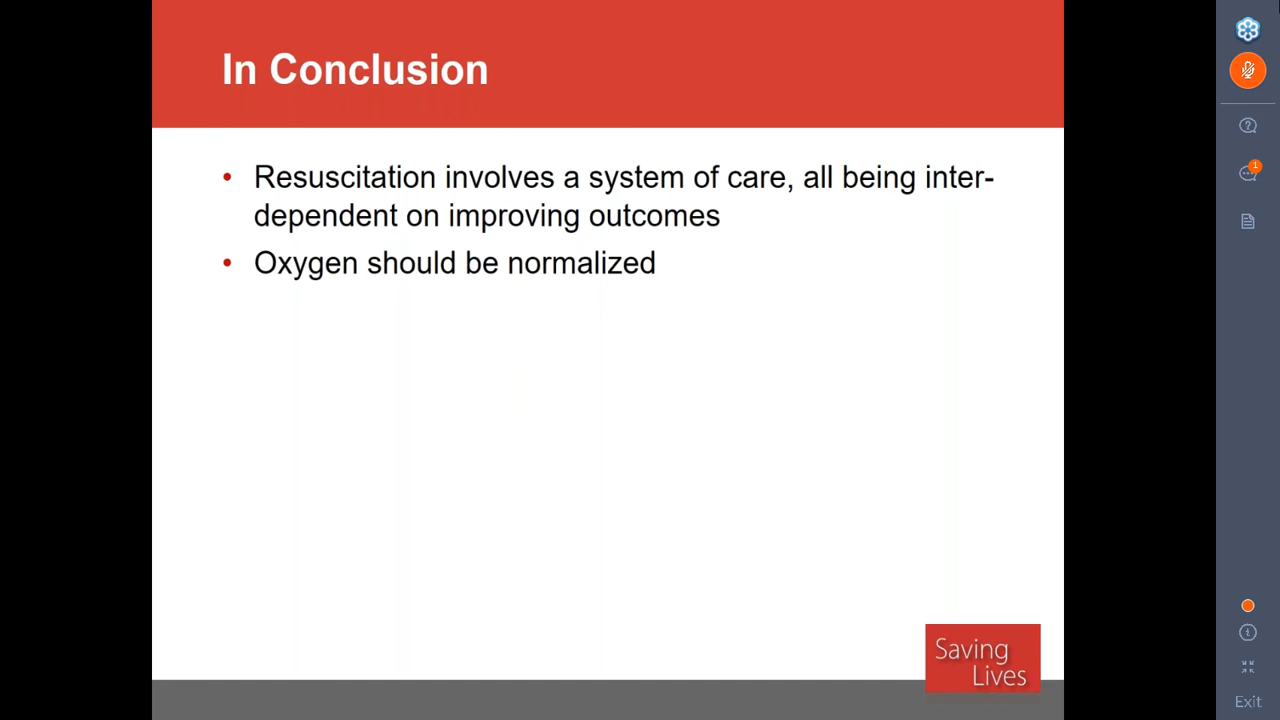 In Conclusion
• Resuscitation involves a system of care, all being inter-
dependent on improving outcomes
• Oxygen should be normalized
Saving
Lives
1
Exit